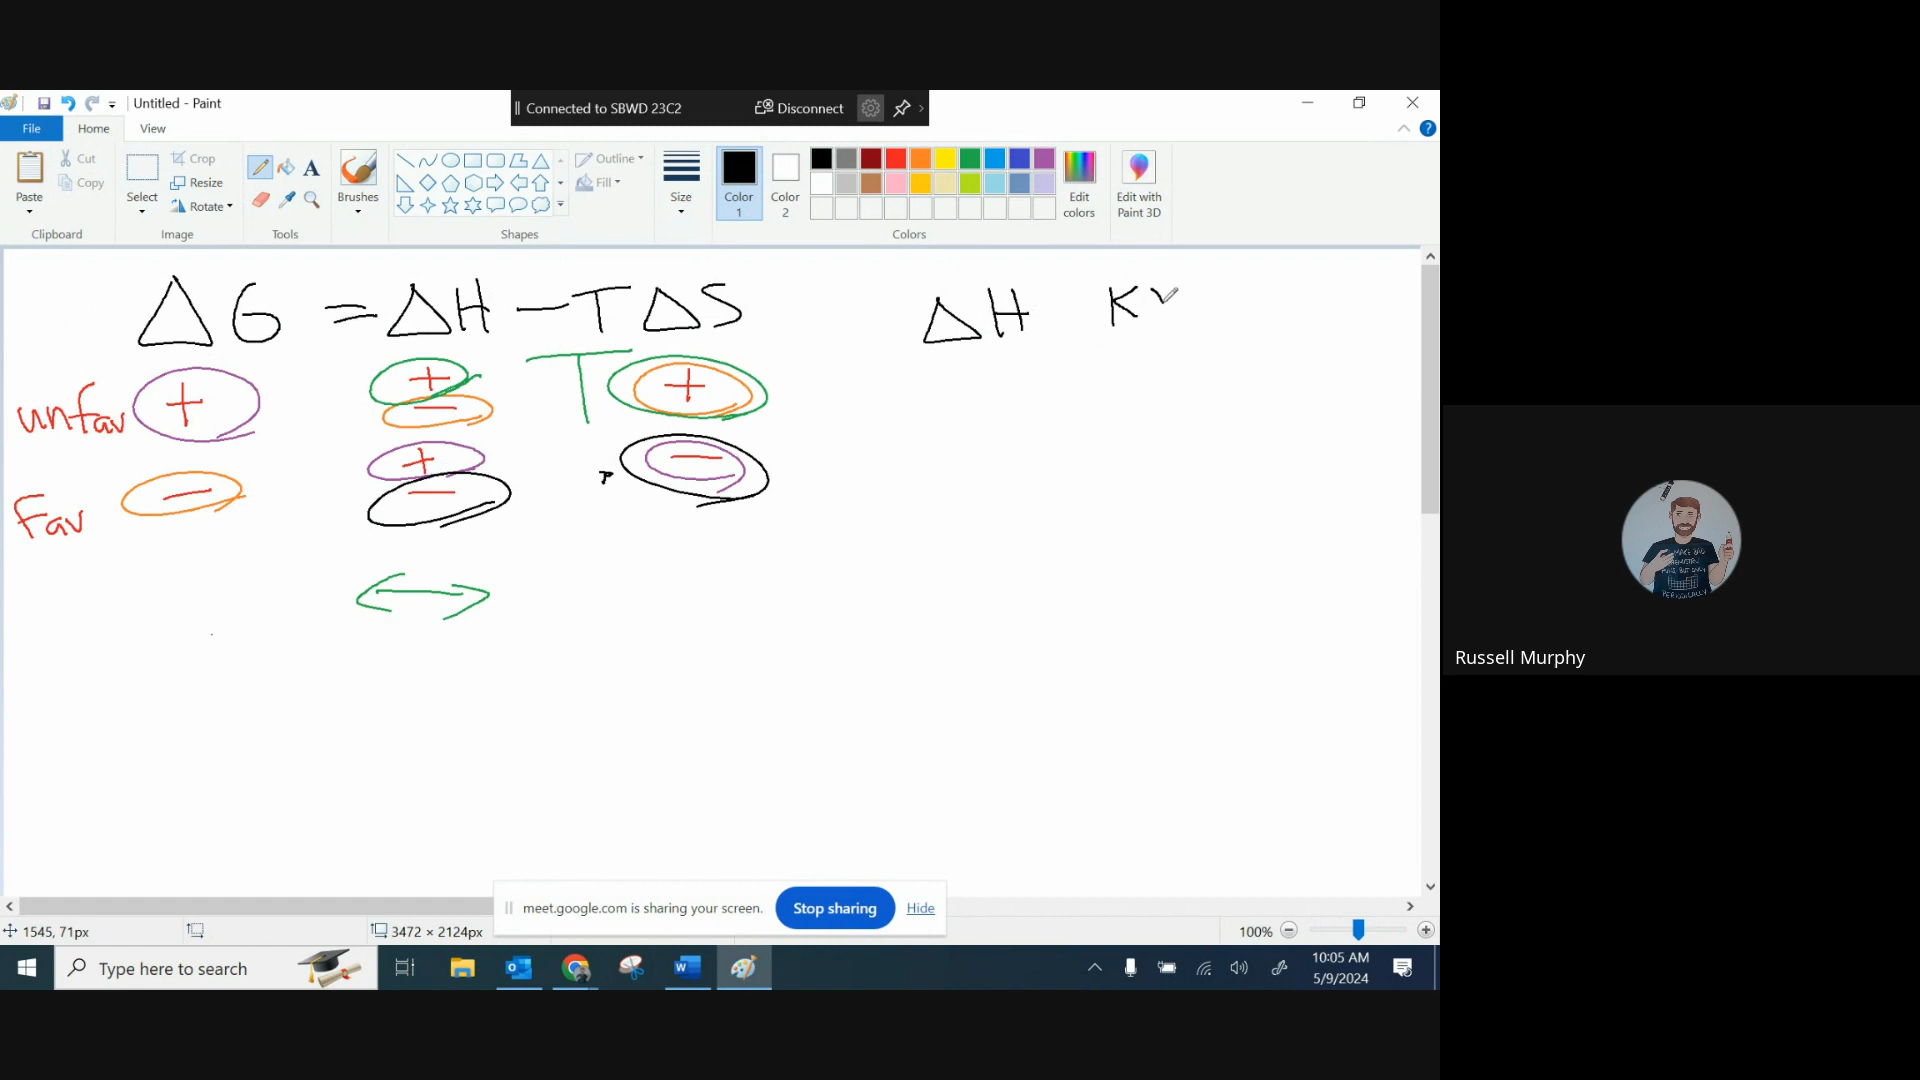 Untitled - Paint
Connected to SBWD 23C2
Disconnect
File
Home
View
Paste
Cut
Copy
Clipboard
Select
Crop
Resize
Rotate
Image
A
Tools
Brushes
Shapes
Outline
Fill
Size
Color
1
Color
2
Colors
Edit
colors
Edit with
Paint 3D
?
ΔG = ΔH - TΔS
ΔH K
+ + T +
unfav
-
+ -
Fav - -
meet.google.com is sharing your screen.
Stop sharing
Hide
1545, 71px
3472 × 2124px
100%
Type here to search
10:05 AM
5/9/2024
MAKE BAD
PERIODICALLY
Russell Murphy